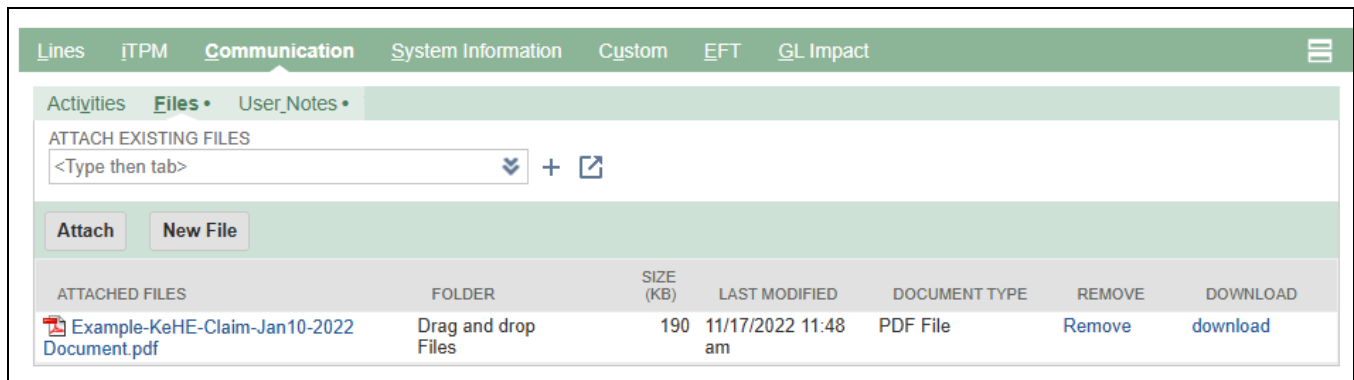 Lines iTPM Communication System Information Custom EFT GL Impact
Activities Files • User Notes •
ATTACH EXISTING FILES
<Type then tab>
Attach New File
ATTACHED FILES FOLDER SIZE (KB) LAST MODIFIED DOCUMENT TYPE REMOVE DOWNLOAD
Example-KeHE-Claim-Jan10-2022 Drag and drop 190 11/17/2022 11:48 PDF File Remove download
Document.pdf Files am